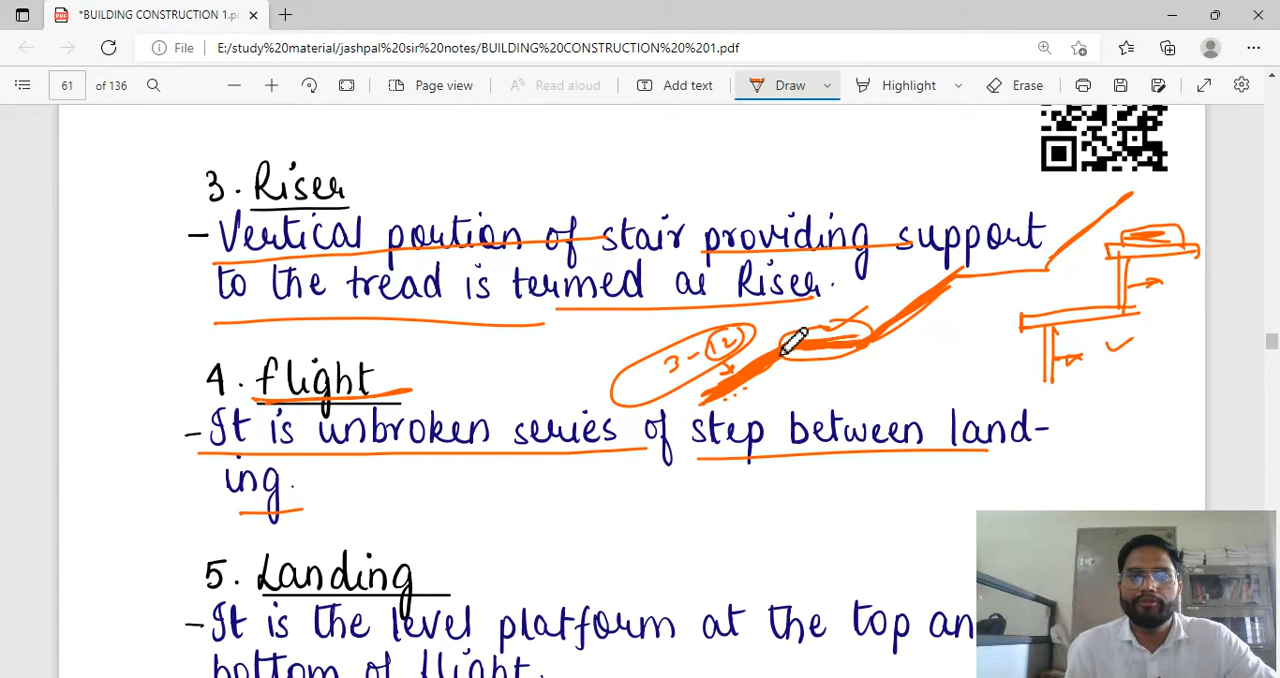 *BUILDING CONSTRUCTION 1.p
File E:/study%20material/jashpal%20sir%20notes/BUILDING%20CONSTRUCTION%20%201.pdf
61 of 136 Page view Read aloud Add text Draw Highlight Erase
3. Riser
- Vertical portion of stair providing support
to the tread is termed as Riser.
3-12
4. flight
- It is unbroken series of step between land-
ing.
5. Landing
- It is the level platform at the top an
bottom of flight.